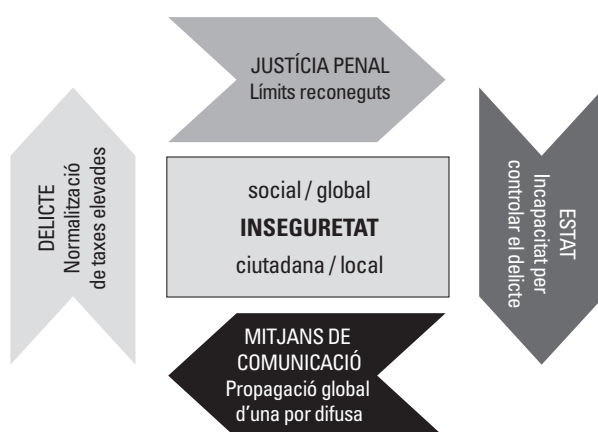 JUSTÍCIA PENAL
Límits reconeguts
DELICTE
Normalització
de taxes elevades
social / global
INSEGURETAT
ciutadana / local
ESTAT
Incapacitat per
controlar el delicte
MITJANS DE
COMUNICACIÓ
Propagació global
d'una por difusa